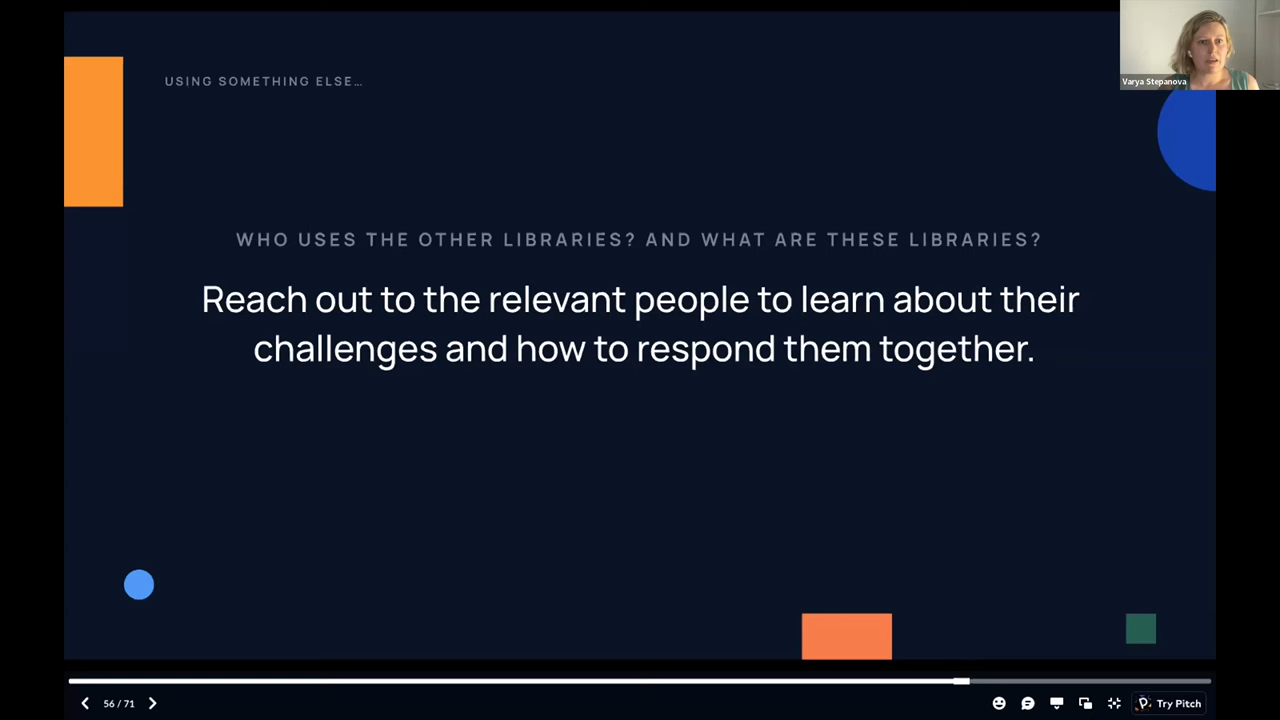 Varya Stepanova
USING SOMETHING ELSE…
WHO USES THE OTHER LIBRARIES? AND WHAT ARE THESE LIBRARIES?
Reach out to the relevant people to learn about their
challenges and how to respond them together.
56 / 71
Try Pitch